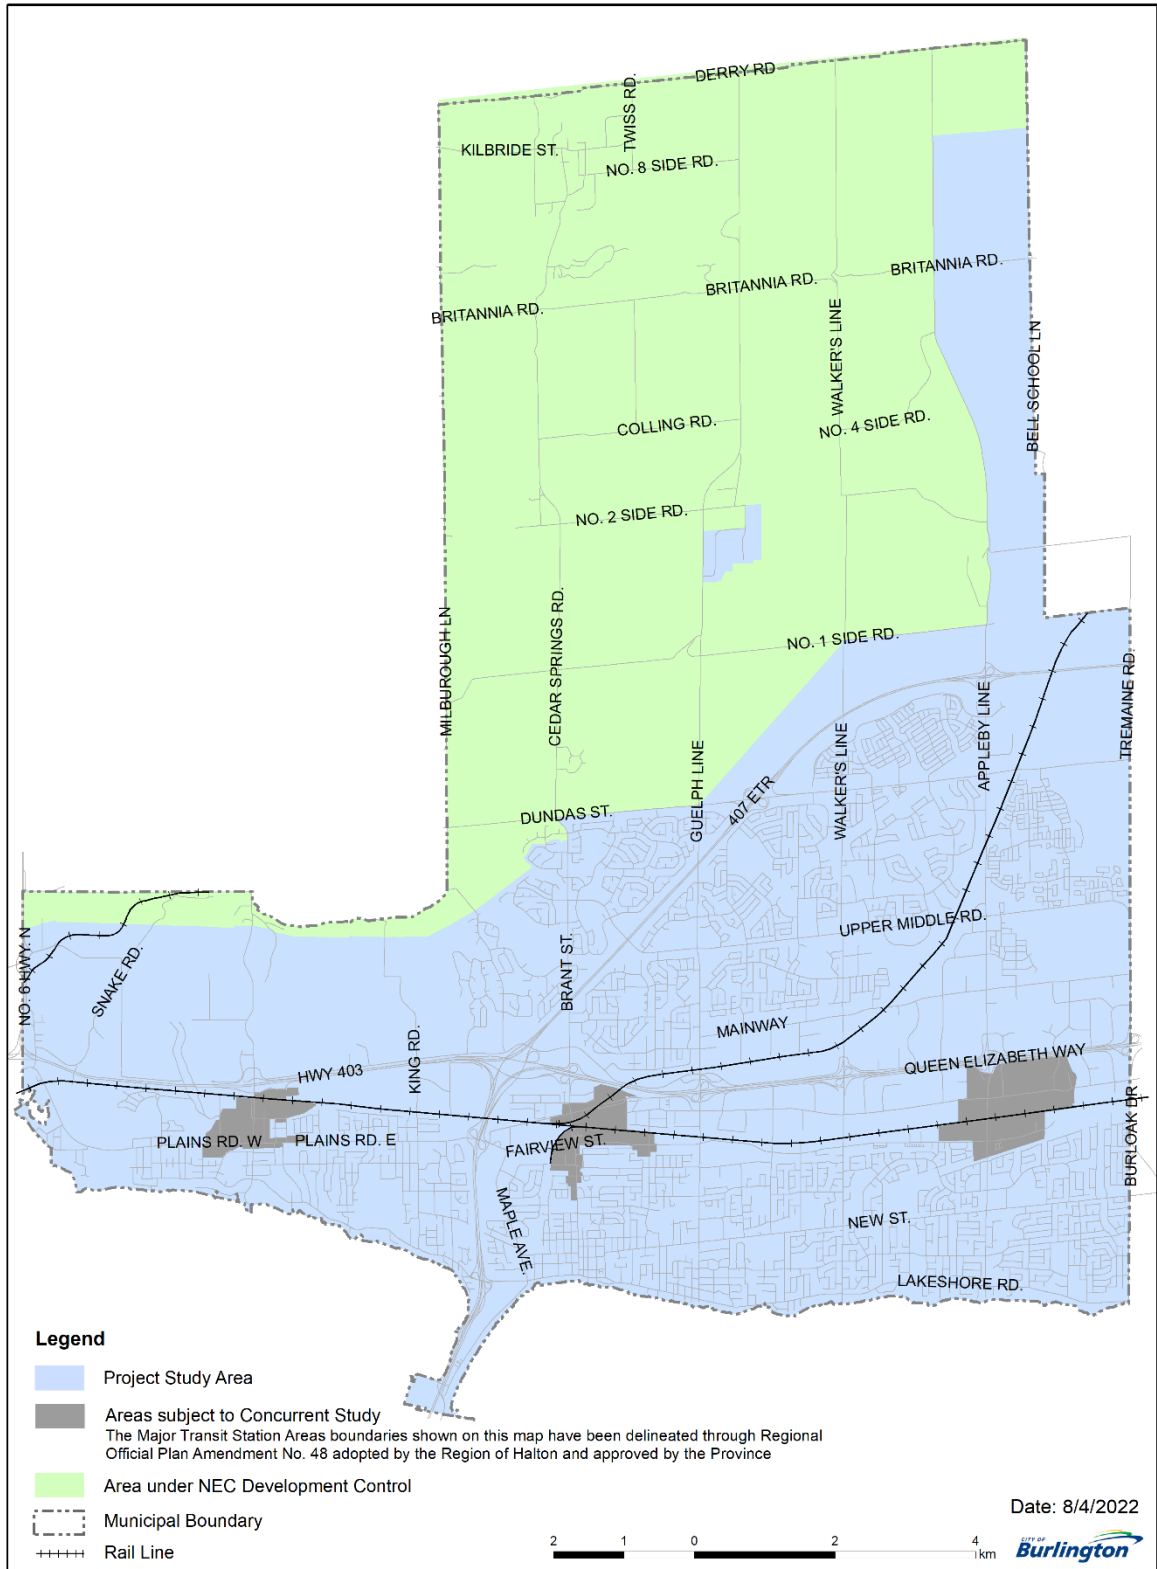 DERRY RD
TWISS RD.
KILBRIDE ST.
NO. 8 SIDE RD.
BRITANNIA RD.
BRITANNIA RD.
BRITANNIA RD.
WALKER'S LINE
BELL SCHOOL LN
COLLING RD.
NO. 4 SIDE RD.
NO. 2 SIDE RD.
MILBOROUGH LN
CEDAR SPRINGS RD.
NO. 1 SIDE RD.
APPLEBY LINE
TREMAINE RD.
GUELPH LINE
407 ETR
WALKER'S LINE
DUNDAS ST.
UPPER MIDDLE RD.
NO. 6 HWY. N
SNAKE RD.
BRANT ST.
MAINWAY
KING RD.
HWY 403
QUEEN ELIZABETH WAY
BURLOAK DR
PLAINS RD. W
PLAINS RD. E
FAIRVIEW ST.
MAPLE AVE.
NEW ST.
LAKESHORE RD.
Legend
Project Study Area
Areas subject to Concurrent Study
The Major Transit Station Areas boundaries shown on this map have been delineated through Regional
Official Plan Amendment No. 48 adopted by the Region of Halton and approved by the Province
Area under NEC Development Control
Municipal Boundary
Rail Line
Date: 8/4/2022
2 1 0 2 4 km
CITY OF
Burlington